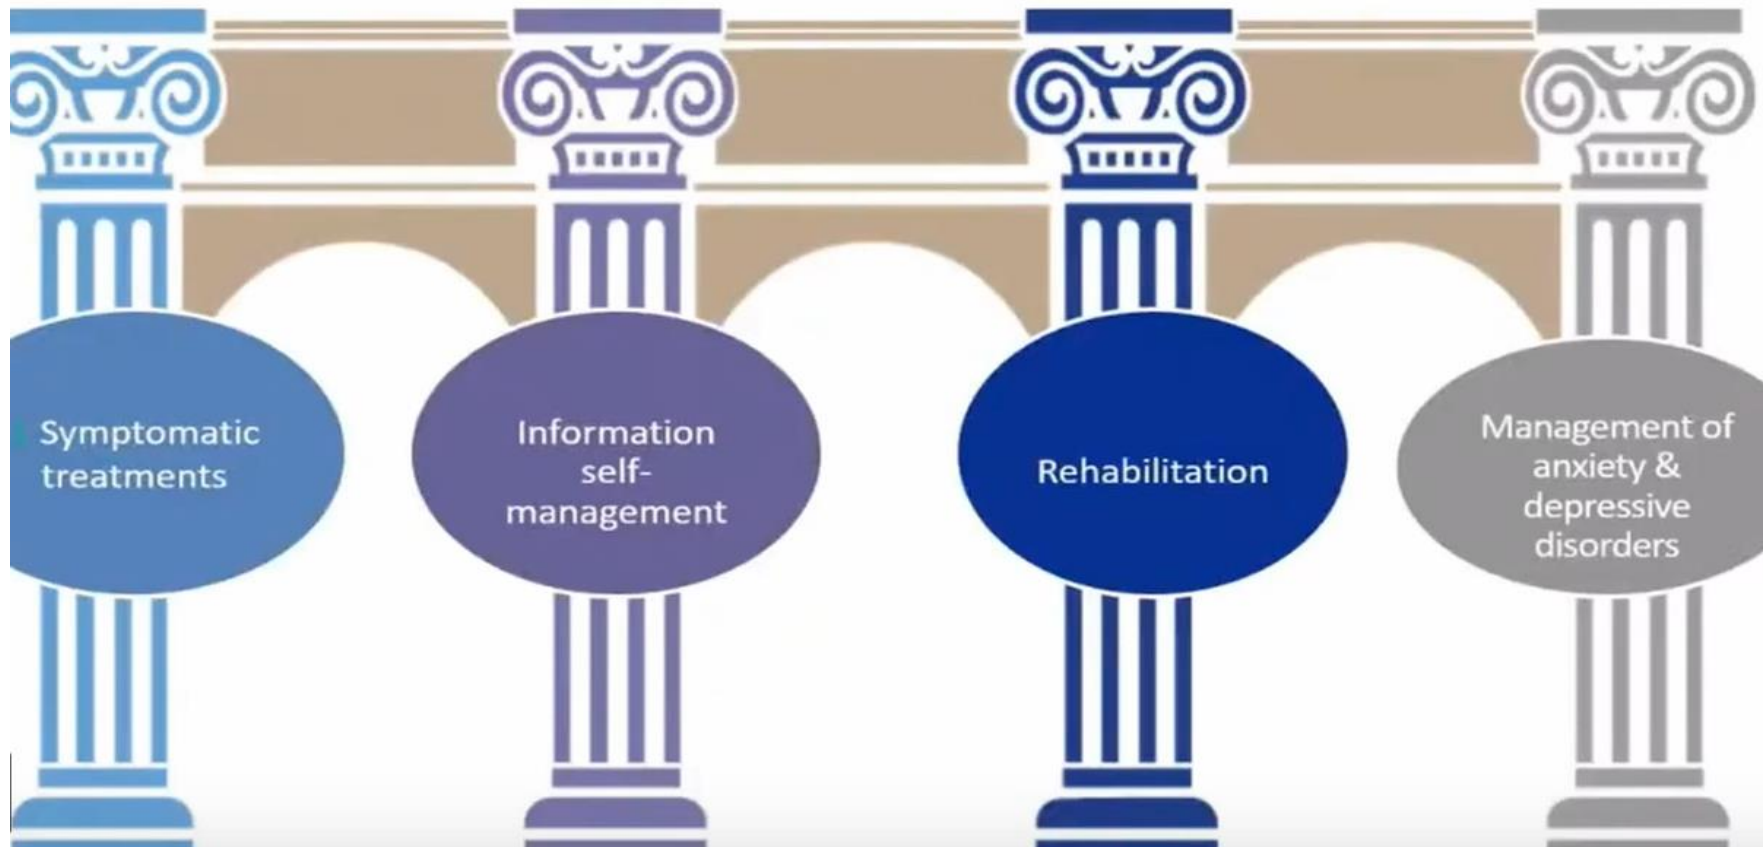 Symptomatic
treatments
Information
self-
management
Rehabilitation
Management of
anxiety &
depressive
disorders